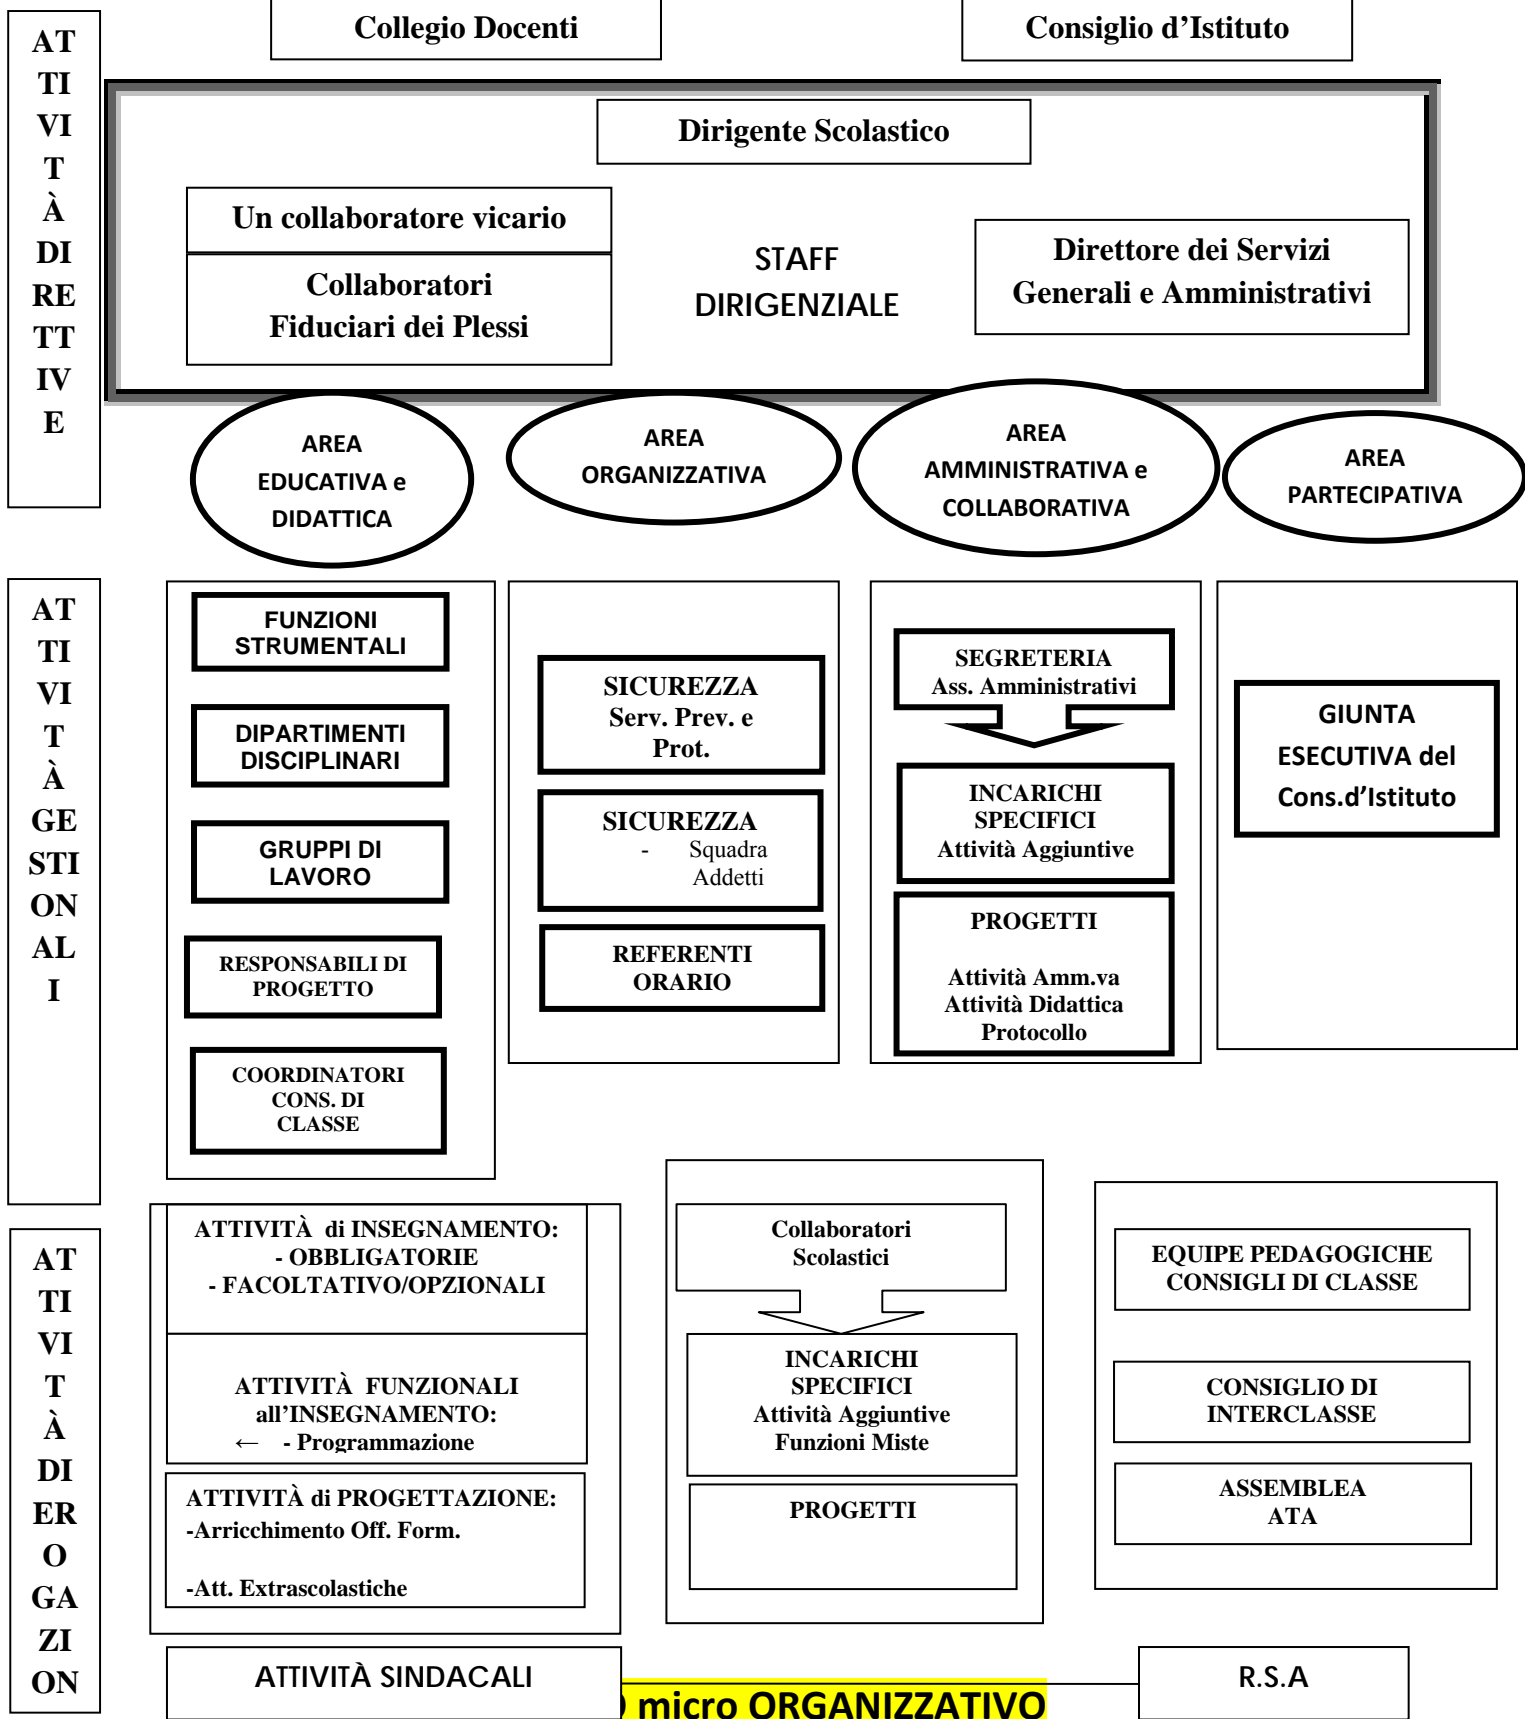 Collegio Docenti
Consiglio d'Istituto
AT
TI
VI
T
À
DI
RE
TT
IV
E
Dirigente Scolastico
Un collaboratore vicario
Collaboratori
Fiduciari dei Plessi
STAFF
DIRIGENZIALE
Direttore dei Servizi
Generali e Amministrativi
AREA
EDUCATIVA e
DIDATTICA
AREA
ORGANIZZATIVA
AREA
AMMINISTRATIVA e
COLLABORATIVA
AREA
PARTECIPATIVA
AT
TI
VI
T
À
GE
STI
ON
AL
I
FUNZIONI
STRUMENTALI
DIPARTIMENTI
DISCIPLINARI
GRUPPI DI
LAVORO
RESPONSABILI DI
PROGETTO
COORDINATORI
CONS. DI
CLASSE
SICUREZZA
Serv. Prev. e
Prot.
SICUREZZA
- Squadra
Addetti
REFERENTI
ORARIO
SEGRETERIA
Ass. Amministrativi
INCARICHI
SPECIFICI
Attività Aggiuntive
PROGETTI
Attività Amm.va
Attività Didattica
Protocollo
GIUNTA
ESECUTIVA del
Cons.d'Istituto
AT
TI
VI
T
À
DI
ER
O
GA
ZI
ON
ATTIVITÀ di INSEGNAMENTO:
- OBBLIGATORIE
- FACOLTATIVO/OPZIONALI
ATTIVITÀ FUNZIONALI
all'INSEGNAMENTO:
← - Programmazione
ATTIVITÀ di PROGETTAZIONE:
-Arricchimento Off. Form.
-Att. Extrascolastiche
Collaboratori
Scolastici
INCARICHI
SPECIFICI
Attività Aggiuntive
Funzioni Miste
PROGETTI
EQUIPE PEDAGOGICHE
CONSIGLI DI CLASSE
CONSIGLIO DI
INTERCLASSE
ASSEMBLEA
ATA
ATTIVITÀ SINDACALI
R.S.A
micro ORGANIZZATIVO